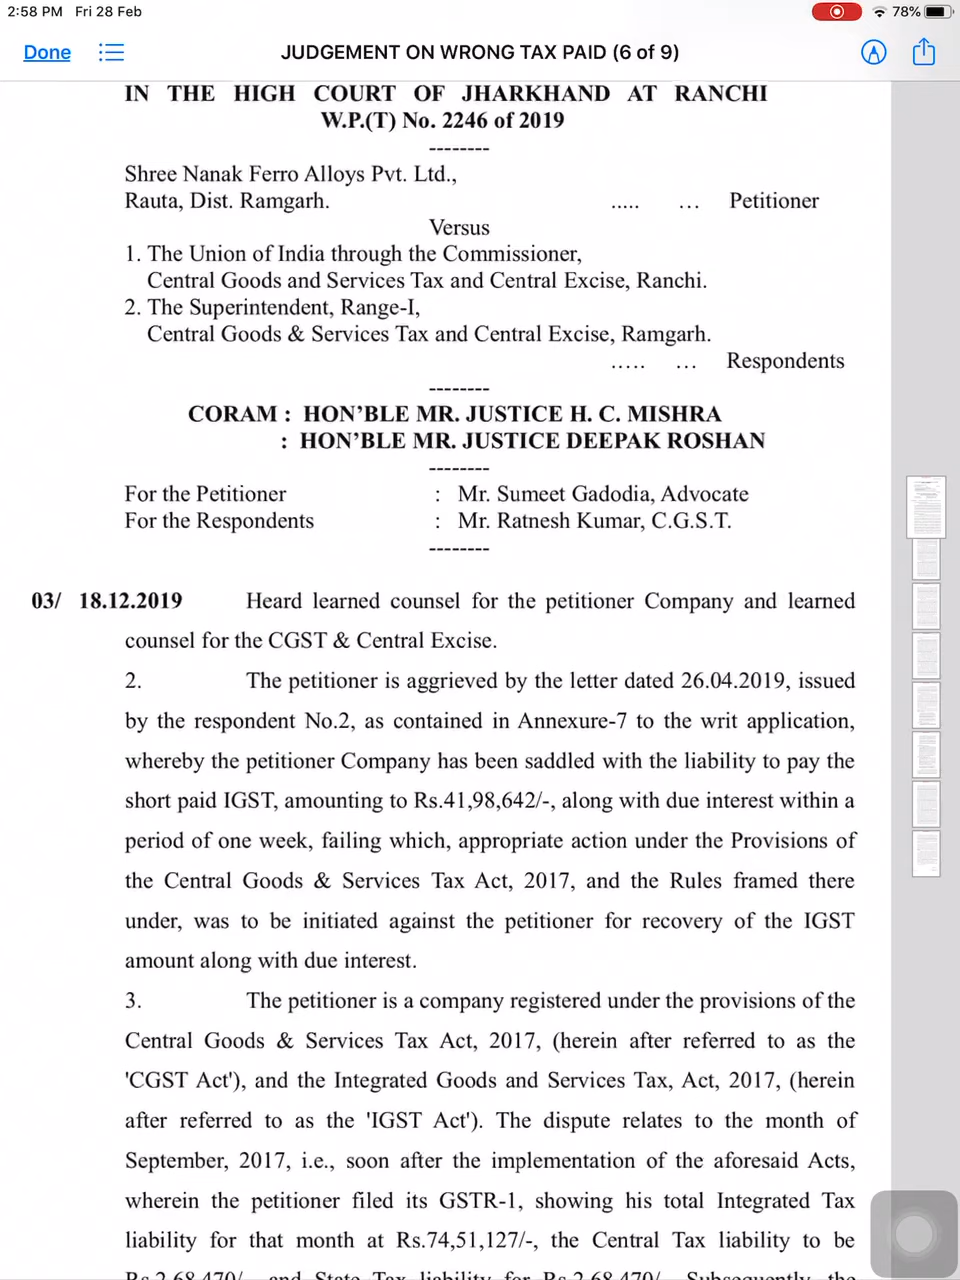 2:58 PM Fri 28 Feb 78%
Done JUDGEMENT ON WRONG TAX PAID (6 of 9)
IN THE HIGH COURT OF JHARKHAND AT RANCHI
W.P.(T) No. 2246 of 2019
--------
Shree Nanak Ferro Alloys Pvt. Ltd.,
Rauta, Dist. Ramgarh. ..... ... Petitioner
Versus
1. The Union of India through the Commissioner,
Central Goods and Services Tax and Central Excise, Ranchi.
2. The Superintendent, Range-I,
Central Goods & Services Tax and Central Excise, Ramgarh.
..... ... Respondents
--------
CORAM : HON’BLE MR. JUSTICE H. C. MISHRA
: HON’BLE MR. JUSTICE DEEPAK ROSHAN
--------
For the Petitioner : Mr. Sumeet Gadodia, Advocate
For the Respondents : Mr. Ratnesh Kumar, C.G.S.T.
--------
03/ 18.12.2019 Heard learned counsel for the petitioner Company and learned
counsel for the CGST & Central Excise.
2. The petitioner is aggrieved by the letter dated 26.04.2019, issued
by the respondent No.2, as contained in Annexure-7 to the writ application,
whereby the petitioner Company has been saddled with the liability to pay the
short paid IGST, amounting to Rs.41,98,642/-, along with due interest within a
period of one week, failing which, appropriate action under the Provisions of
the Central Goods & Services Tax Act, 2017, and the Rules framed there
under, was to be initiated against the petitioner for recovery of the IGST
amount along with due interest.
3. The petitioner is a company registered under the provisions of the
Central Goods & Services Tax Act, 2017, (herein after referred to as the
'CGST Act'), and the Integrated Goods and Services Tax, Act, 2017, (herein
after referred to as the 'IGST Act'). The dispute relates to the month of
September, 2017, i.e., soon after the implementation of the aforesaid Acts,
wherein the petitioner filed its GSTR-1, showing his total Integrated Tax
liability for that month at Rs.74,51,127/-, the Central Tax liability to be
Rs.2,68,470/- and State Tax liability for Rs.2,68,470/-. Subsequently, the